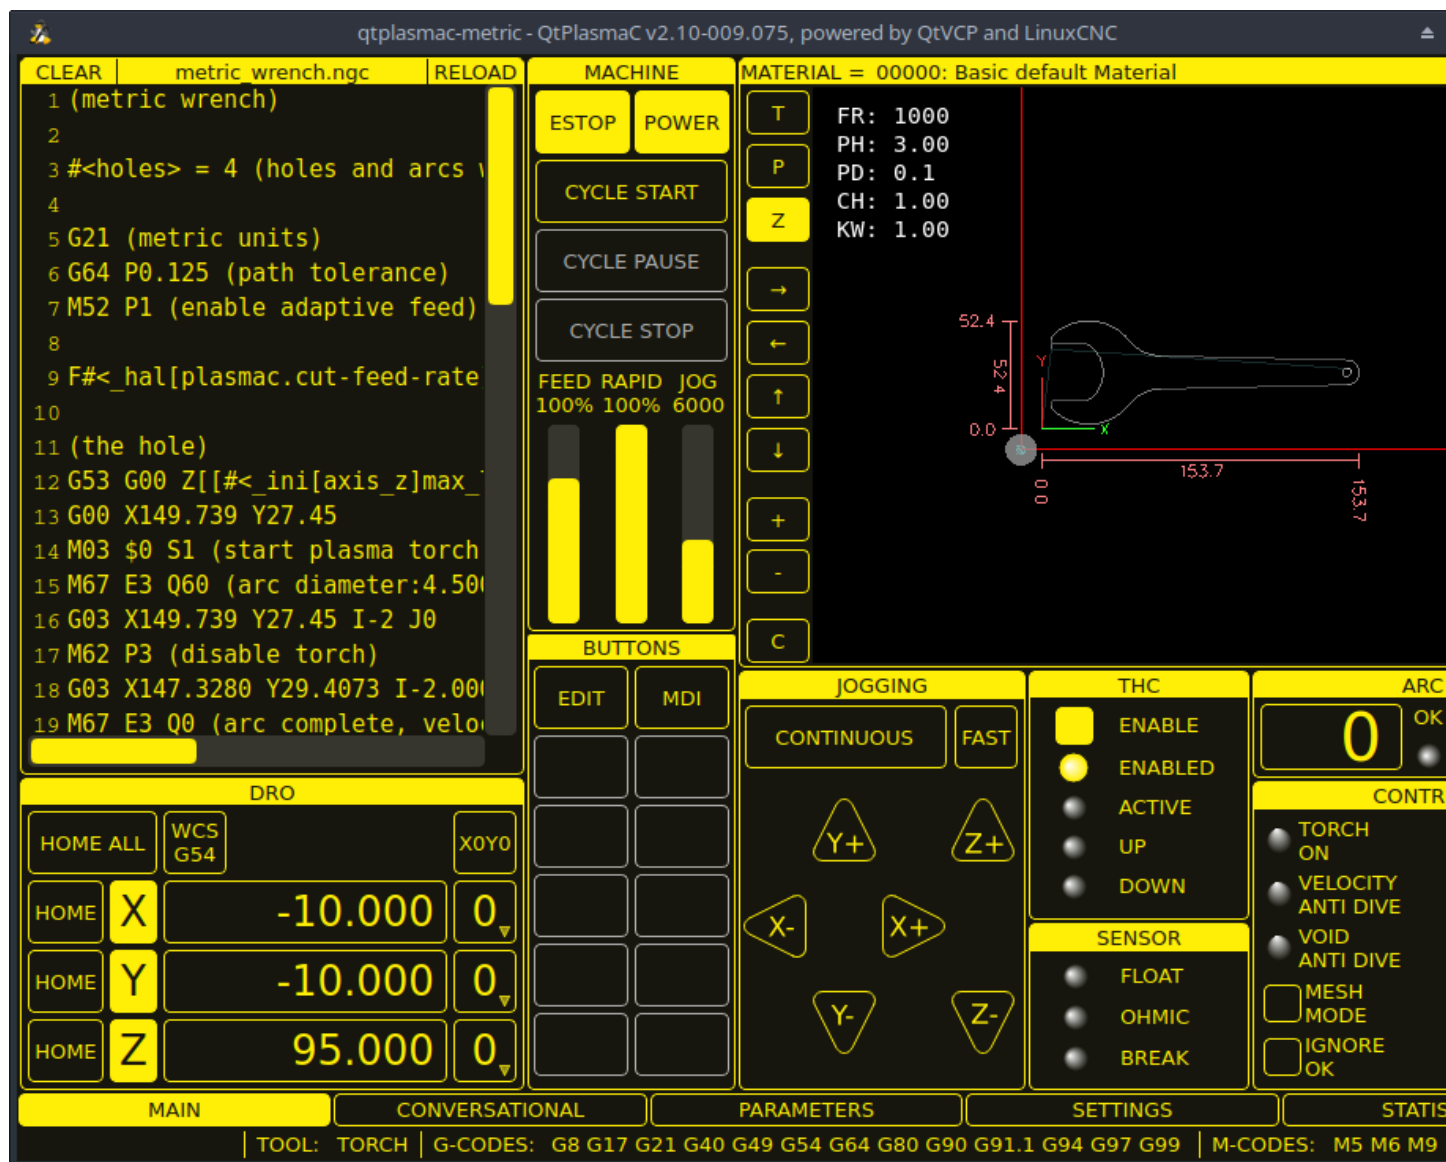 qtplasmac-metric - QtPlasmaC v2.10-009.075, powered by QtVCP and LinuxCNC
CLEAR metric_wrench.ngc RELOAD
1 (metric wrench)
2
3 #<holes> = 4 (holes and arcs
4
5 G21 (metric units)
6 G64 P0.125 (path tolerance)
7 M52 P1 (enable adaptive feed)
8
9 F#<_hal[plasmac.cut-feed-rate
10
11 (the hole)
12 G53 G00 Z[[#<_ini[axis_z]max_
13 G00 X149.739 Y27.45
14 M03 $0 S1 (start plasma torch
15 M67 E3 Q60 (arc diameter:4.500
16 G03 X149.739 Y27.45 I-2 J0
17 M62 P3 (disable torch)
18 G03 X147.3280 Y29.4073 I-2.000
19 M67 E3 Q0 (arc complete, velo
MACHINE
ESTOP POWER
CYCLE START
CYCLE PAUSE
CYCLE STOP
FEED RAPID JOG
100% 100% 6000
BUTTONS
EDIT MDI
MATERIAL = 00000: Basic default Material
T
P
Z
→
←
↑
↓
+
-
C
FR: 1000
PH: 3.00
PD: 0.1
CH: 1.00
KW: 1.00
52.4
52.4
0.0
Y
X
153.7
0.0
153.7
DRO
HOME ALL
WCS
G54
X0Y0
HOME X -10.000 0
HOME Y -10.000 0
HOME Z 95.000 0
JOGGING
CONTINUOUS FAST
Y+ Z+
X- X+
Y- Z-
THC
ENABLE
ENABLED
ACTIVE
UP
DOWN
SENSOR
FLOAT
OHMIC
BREAK
ARC
0 OK
CONTR
TORCH
ON
VELOCITY
ANTI DIVE
VOID
ANTI DIVE
MESH
MODE
IGNORE
OK
MAIN CONVERSATIONAL PARAMETERS SETTINGS STATIS
TOOL: TORCH G-CODES: G8 G17 G21 G40 G49 G54 G64 G80 G90 G91.1 G94 G97 G99 M-CODES: M5 M6 M9